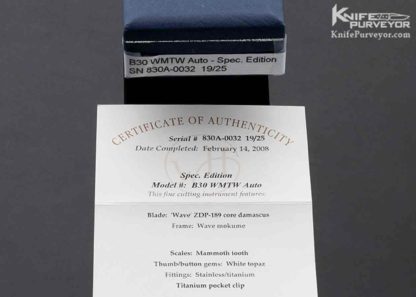 KNIFE
PURVEYOR
KnifePurveyor.com
B30 WMTW Auto - Spec. Edition
SN 830A-0032 19/25
CERTIFICATE OF AUTHENTICITY
Serial # 830A-0032 19/25
Date Completed: February 14, 2008
Spec. Edition
Model #: B30 WMTW Auto
This fine cutting instrument features:
Blade: 'Wave' ZDP-189 core damascus
Frame: Wave mokume
Scales: Mammoth tooth
Thumb/button gems: White topaz
Fittings: Stainless/titanium
Titanium pocket clip